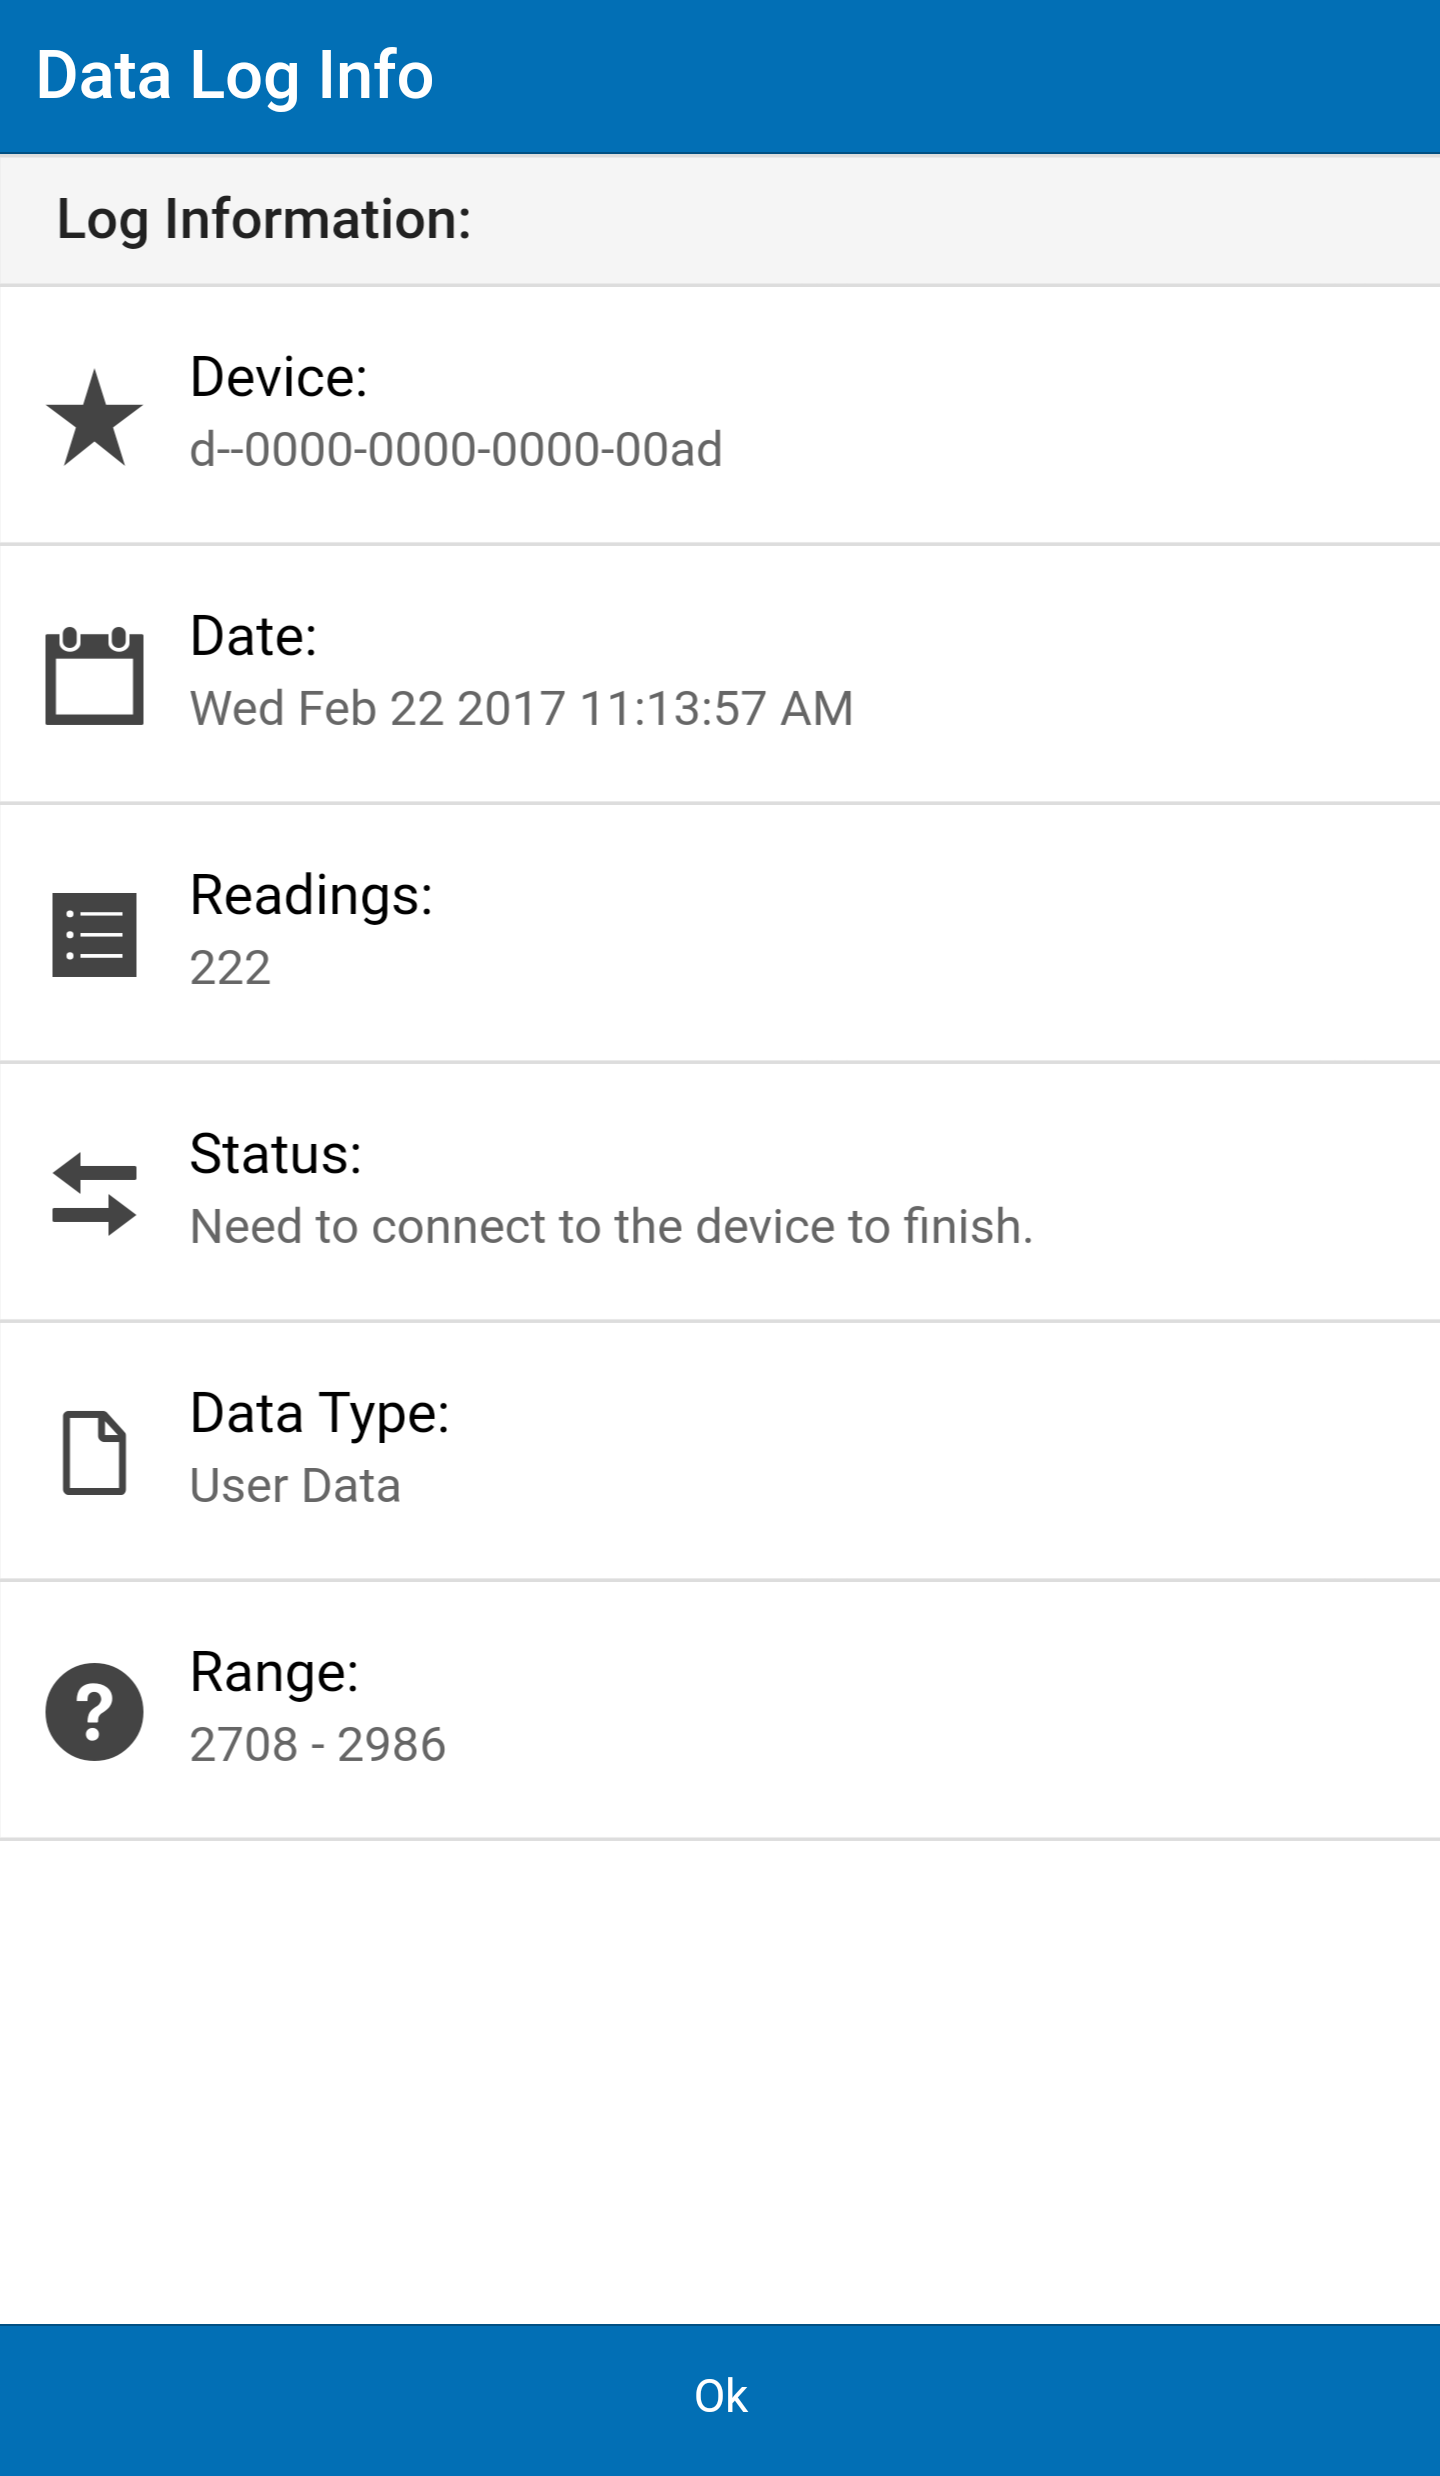 Data Log Info
Log Information:
Device:
d--0000-0000-0000-00ad
Date:
Wed Feb 22 2017 11:13:57 AM
Readings:
222
Status:
Need to connect to the device to finish.
Data Type:
User Data
Range:
2708 - 2986
Ok